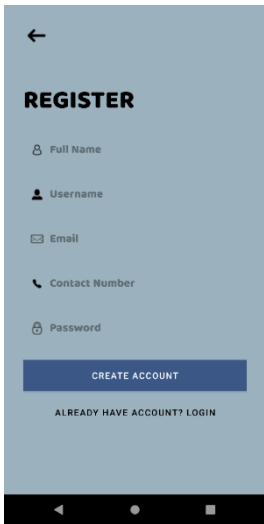 REGISTER
Full Name
Username
Email
Contact Number
Password
CREATE ACCOUNT
ALREADY HAVE ACCOUNT? LOGIN